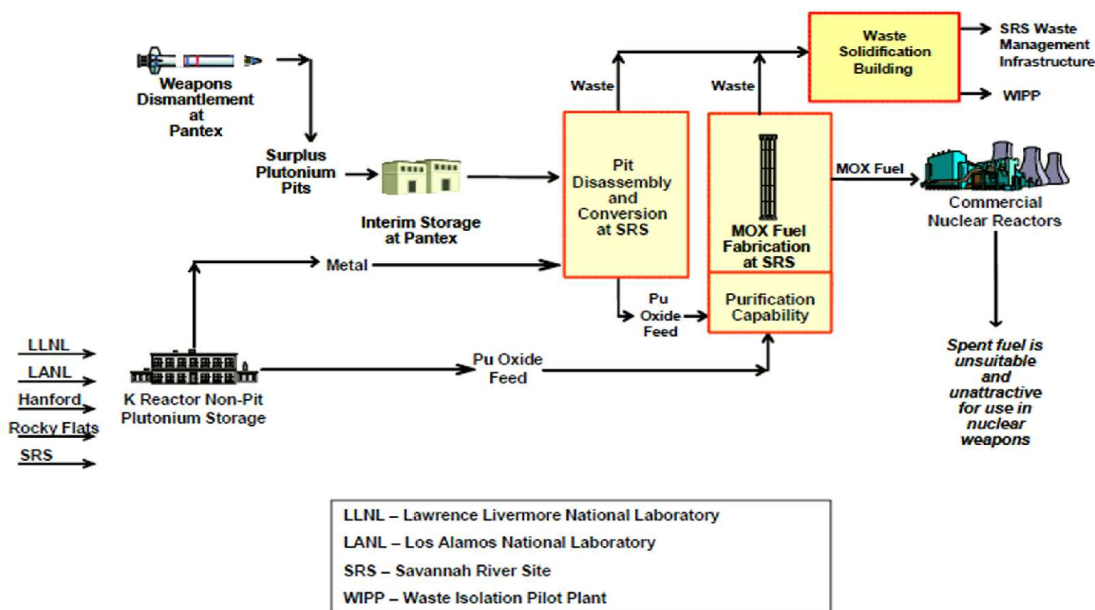 Weapons
Dismantlement
at
Pantex
Surplus
Plutonium
Pits
Interim Storage
at Pantex
Metal
LLNL
LANL
Hanford
Rocky Flats
SRS
K Reactor Non-Pit
Plutonium Storage
Pu Oxide
Feed
Waste
Pit
Disassembly
and
Conversion
at SRS
Pu
Oxide
Feed
Waste
MOX Fuel
Fabrication
at SRS
Purification
Capability
Waste
Solidification
Building
SRS Waste
Management
Infrastructure
WIPP
MOX Fuel
Commercial
Nuclear Reactors
Spent fuel is
unsuitable
and
unattractive
for use in
nuclear
weapons
LLNL – Lawrence Livermore National Laboratory
LANL – Los Alamos National Laboratory
SRS – Savannah River Site
WIPP – Waste Isolation Pilot Plant